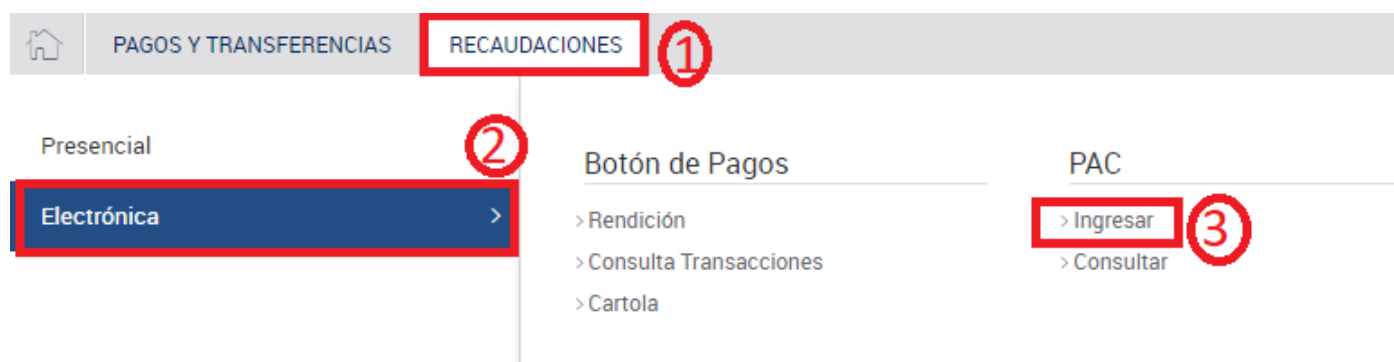 PAGOS Y TRANSFERENCIAS RECAUDACIONES 1
Presencial
2
Electrónica >
Botón de Pagos
> Rendición
> Consulta Transacciones
> Cartola
PAC
> Ingresar 3
> Consultar